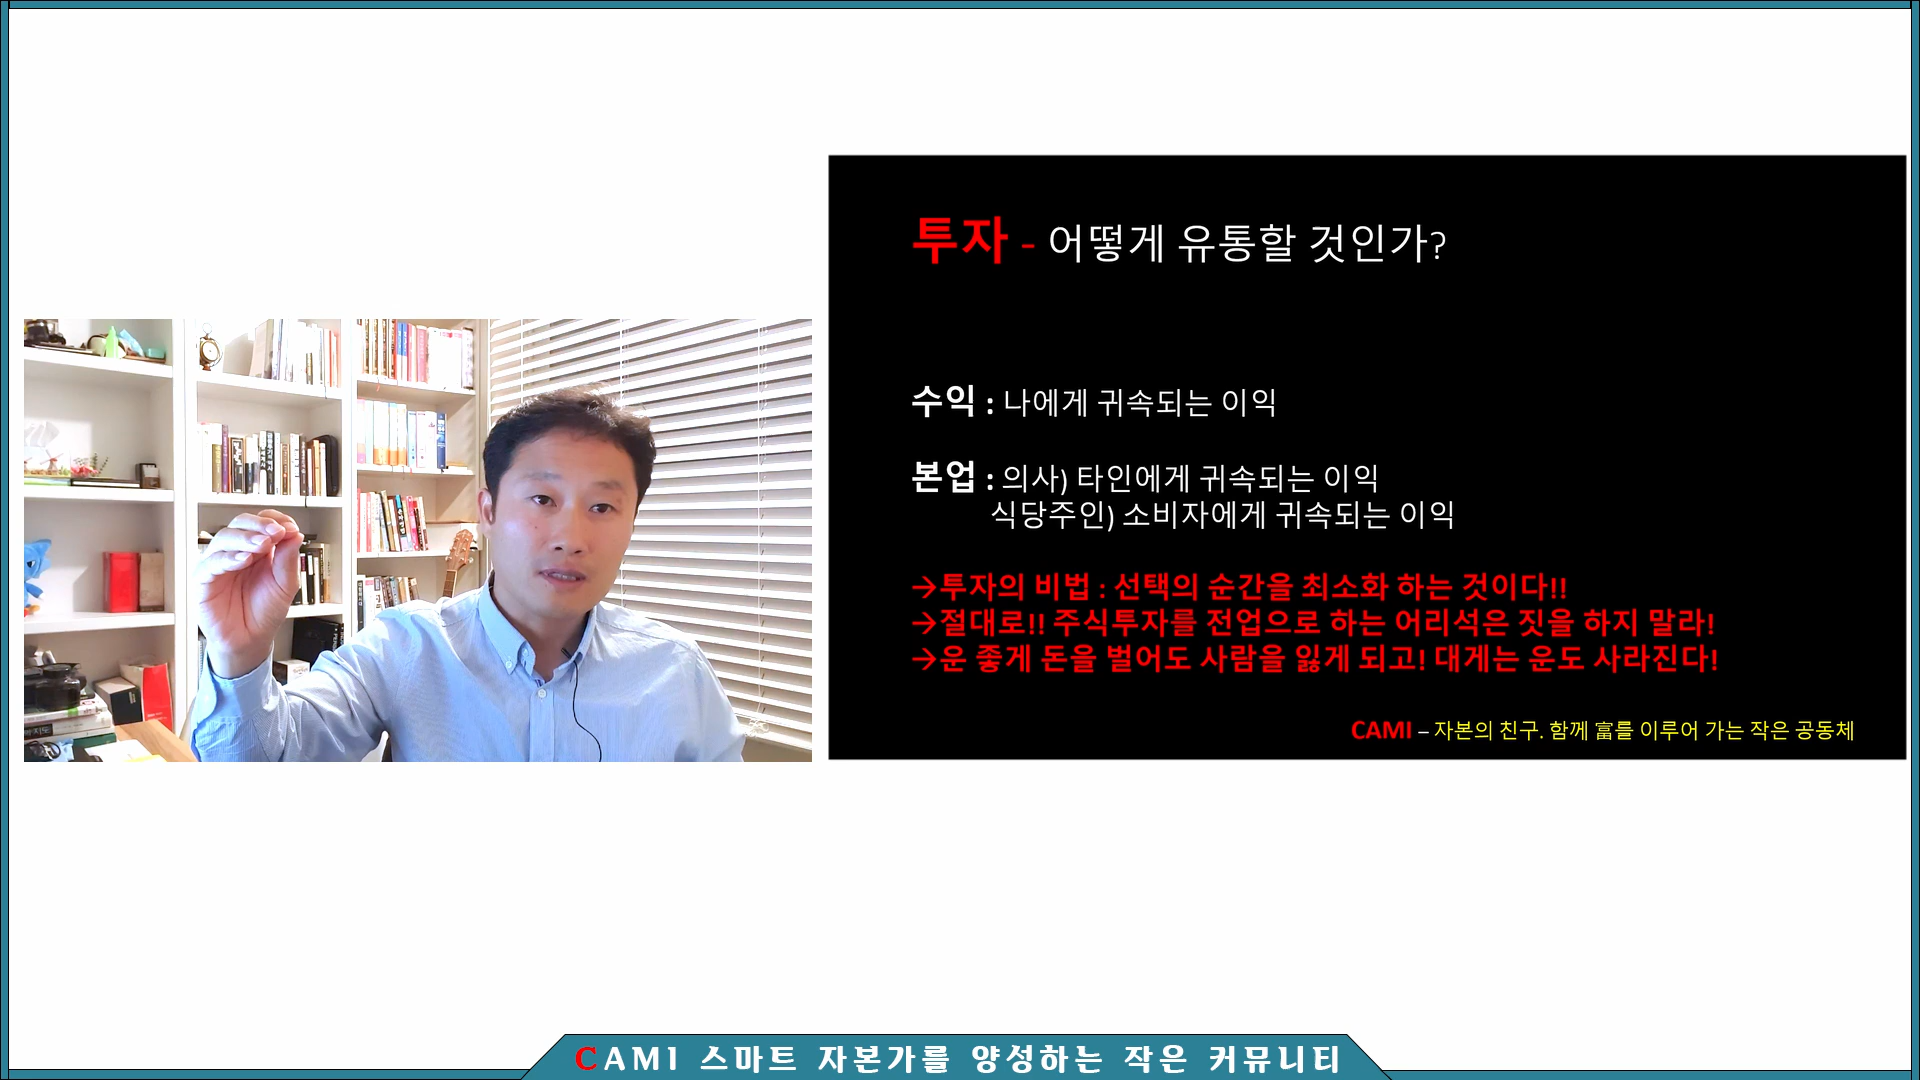 투자 - 어떻게 유통할 것인가?
수익 : 나에게 귀속되는 이익
본업 : 의사) 타인에게 귀속되는 이익
식당주인) 소비자에게 귀속되는 이익
→투자의 비법 : 선택의 순간을 최소화 하는 것이다!!
→절대로!! 주식투자를 전업으로 하는 어리석은 짓을 하지 말라!
→운 좋게 돈을 벌어도 사람을 잃게 되고! 대게는 운도 사라진다!
CAMI – 자본의 친구. 함께 富를 이루어 가는 작은 공동체
CAMI 스마트 자본가를 양성하는 작은 커뮤니티